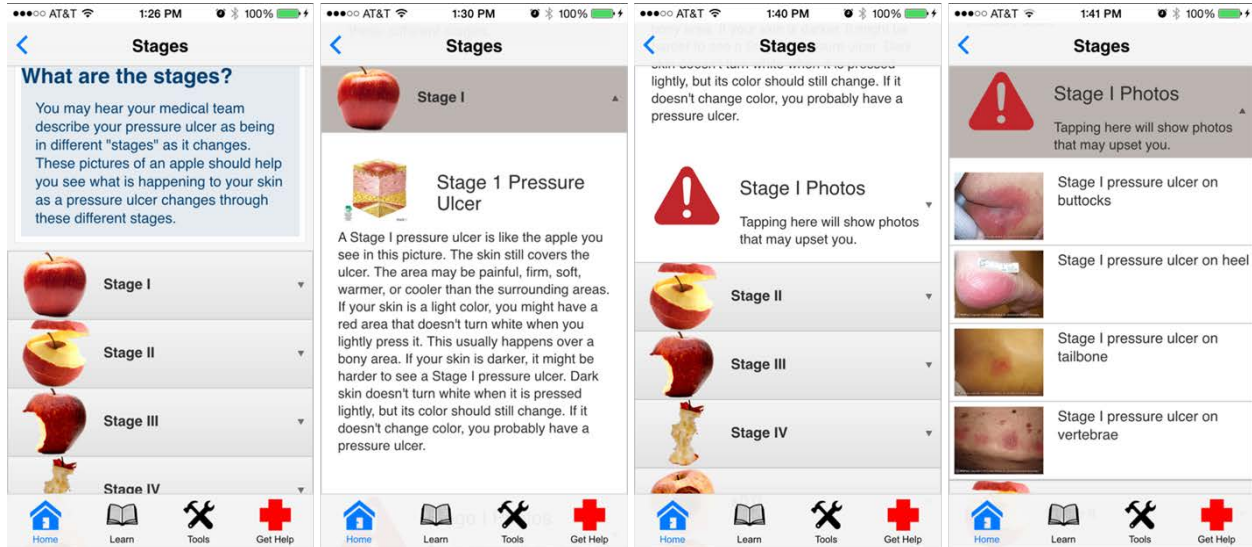 ●●●○○ AT&T 1:26 PM 100%
Stages
What are the stages?
You may hear your medical team
describe your pressure ulcer as being
in different "stages" as it changes.
These pictures of an apple should help
you see what is happening to your skin
as a pressure ulcer changes through
these different stages.
Stage I
Stage II
Stage III
Stage IV
Home Learn Tools Get Help
●●●○○ AT&T 1:30 PM 100%
Stages
Stage I
Stage 1 Pressure
Ulcer
A Stage I pressure ulcer is like the apple you
see in this picture. The skin still covers the
ulcer. The area may be painful, firm, soft,
warmer, or cooler than the surrounding areas.
If your skin is a light color, you might have a
red area that doesn't turn white when you
lightly press it. This usually happens over a
bony area. If your skin is darker, it might be
harder to see a Stage I pressure ulcer. Dark
skin doesn't turn white when it is pressed
lightly, but its color should still change. If it
doesn't change color, you probably have a
pressure ulcer.
Home Learn Tools Get Help
●●●○○ AT&T 1:40 PM 100%
Stages
skin doesn't turn white when it is pressed
lightly, but its color should still change. If it
doesn't change color, you probably have a
pressure ulcer.
Stage I Photos
Tapping here will show photos
that may upset you.
Stage II
Stage III
Stage IV
Home Learn Tools Get Help
●●●○○ AT&T 1:41 PM 100%
Stages
Stage I Photos
Tapping here will show photos
that may upset you.
Stage I pressure ulcer on
buttocks
Stage I pressure ulcer on heel
Stage I pressure ulcer on
tailbone
Stage I pressure ulcer on
vertebrae
Home Learn Tools Get Help